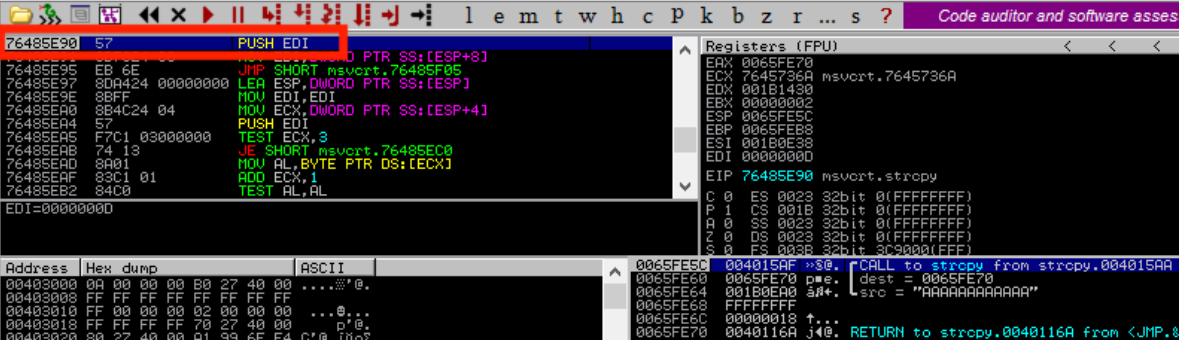 l e m t w h c P k b z r ... s ? Code auditor and software asses
76485E90 57 PUSH EDI
DWORD PTR SS:[ESP+8]
76485E95 EB 6E JMP SHORT msvcrt.76485F05
76485E97 8DA424 00000000 LEA ESP,DWORD PTR SS:[ESP]
76485E9E 8BFF MOV EDI,EDI
76485EA0 8B4C24 04 MOV ECX,DWORD PTR SS:[ESP+4]
76485EA4 57 PUSH EDI
76485EA5 F7C1 03000000 TEST ECX,3
76485EAB 74 13 JE SHORT msvcrt.76485EC0
76485EAD 8A01 MOV AL,BYTE PTR DS:[ECX]
76485EAF 83C1 01 ADD ECX,1
76485EB2 84C0 TEST AL,AL
EDI=0000000D
Registers (FPU) < < <
EAX 0065FE70
ECX 7645736A msvcrt.7645736A
EDX 001B1430
EBX 00000002
ESP 0065FE5C
EBP 0065FEB8
ESI 001B0E38
EDI 0000000D
EIP 76485E90 msvcrt.strcpy
C 0 ES 0023 32bit 0(FFFFFFFF)
P 1 CS 001B 32bit 0(FFFFFFFF)
A 0 SS 0023 32bit 0(FFFFFFFF)
Z 0 DS 0023 32bit 0(FFFFFFFF)
S 0 FS 003B 32bit 3C9000(FFF)
Address Hex dump ASCII
00403000 0A 00 00 00 B0 27 40 00 ....░'@.
00403008 FF FF FF FF FF FF FF FF
00403010 FF 00 00 00 02 00 00 00
00403018 FF FF FF FF 70 27 40 00 p'@.
00403020 80 27 40 00 A1 99 6F E4
0065FE5C 004015AF »S@. CALL to strcpy from strcpy.004015AA
0065FE60 0065FE70 p■e. dest = 0065FE70
0065FE64 001B0EA0 src = "AAAAAAAAAAAA"
0065FE68 FFFFFFFF
0065FE6C 00000018 ↑...
0065FE70 0040116A j◄@. RETURN to strcpy.0040116A from <JMP.&